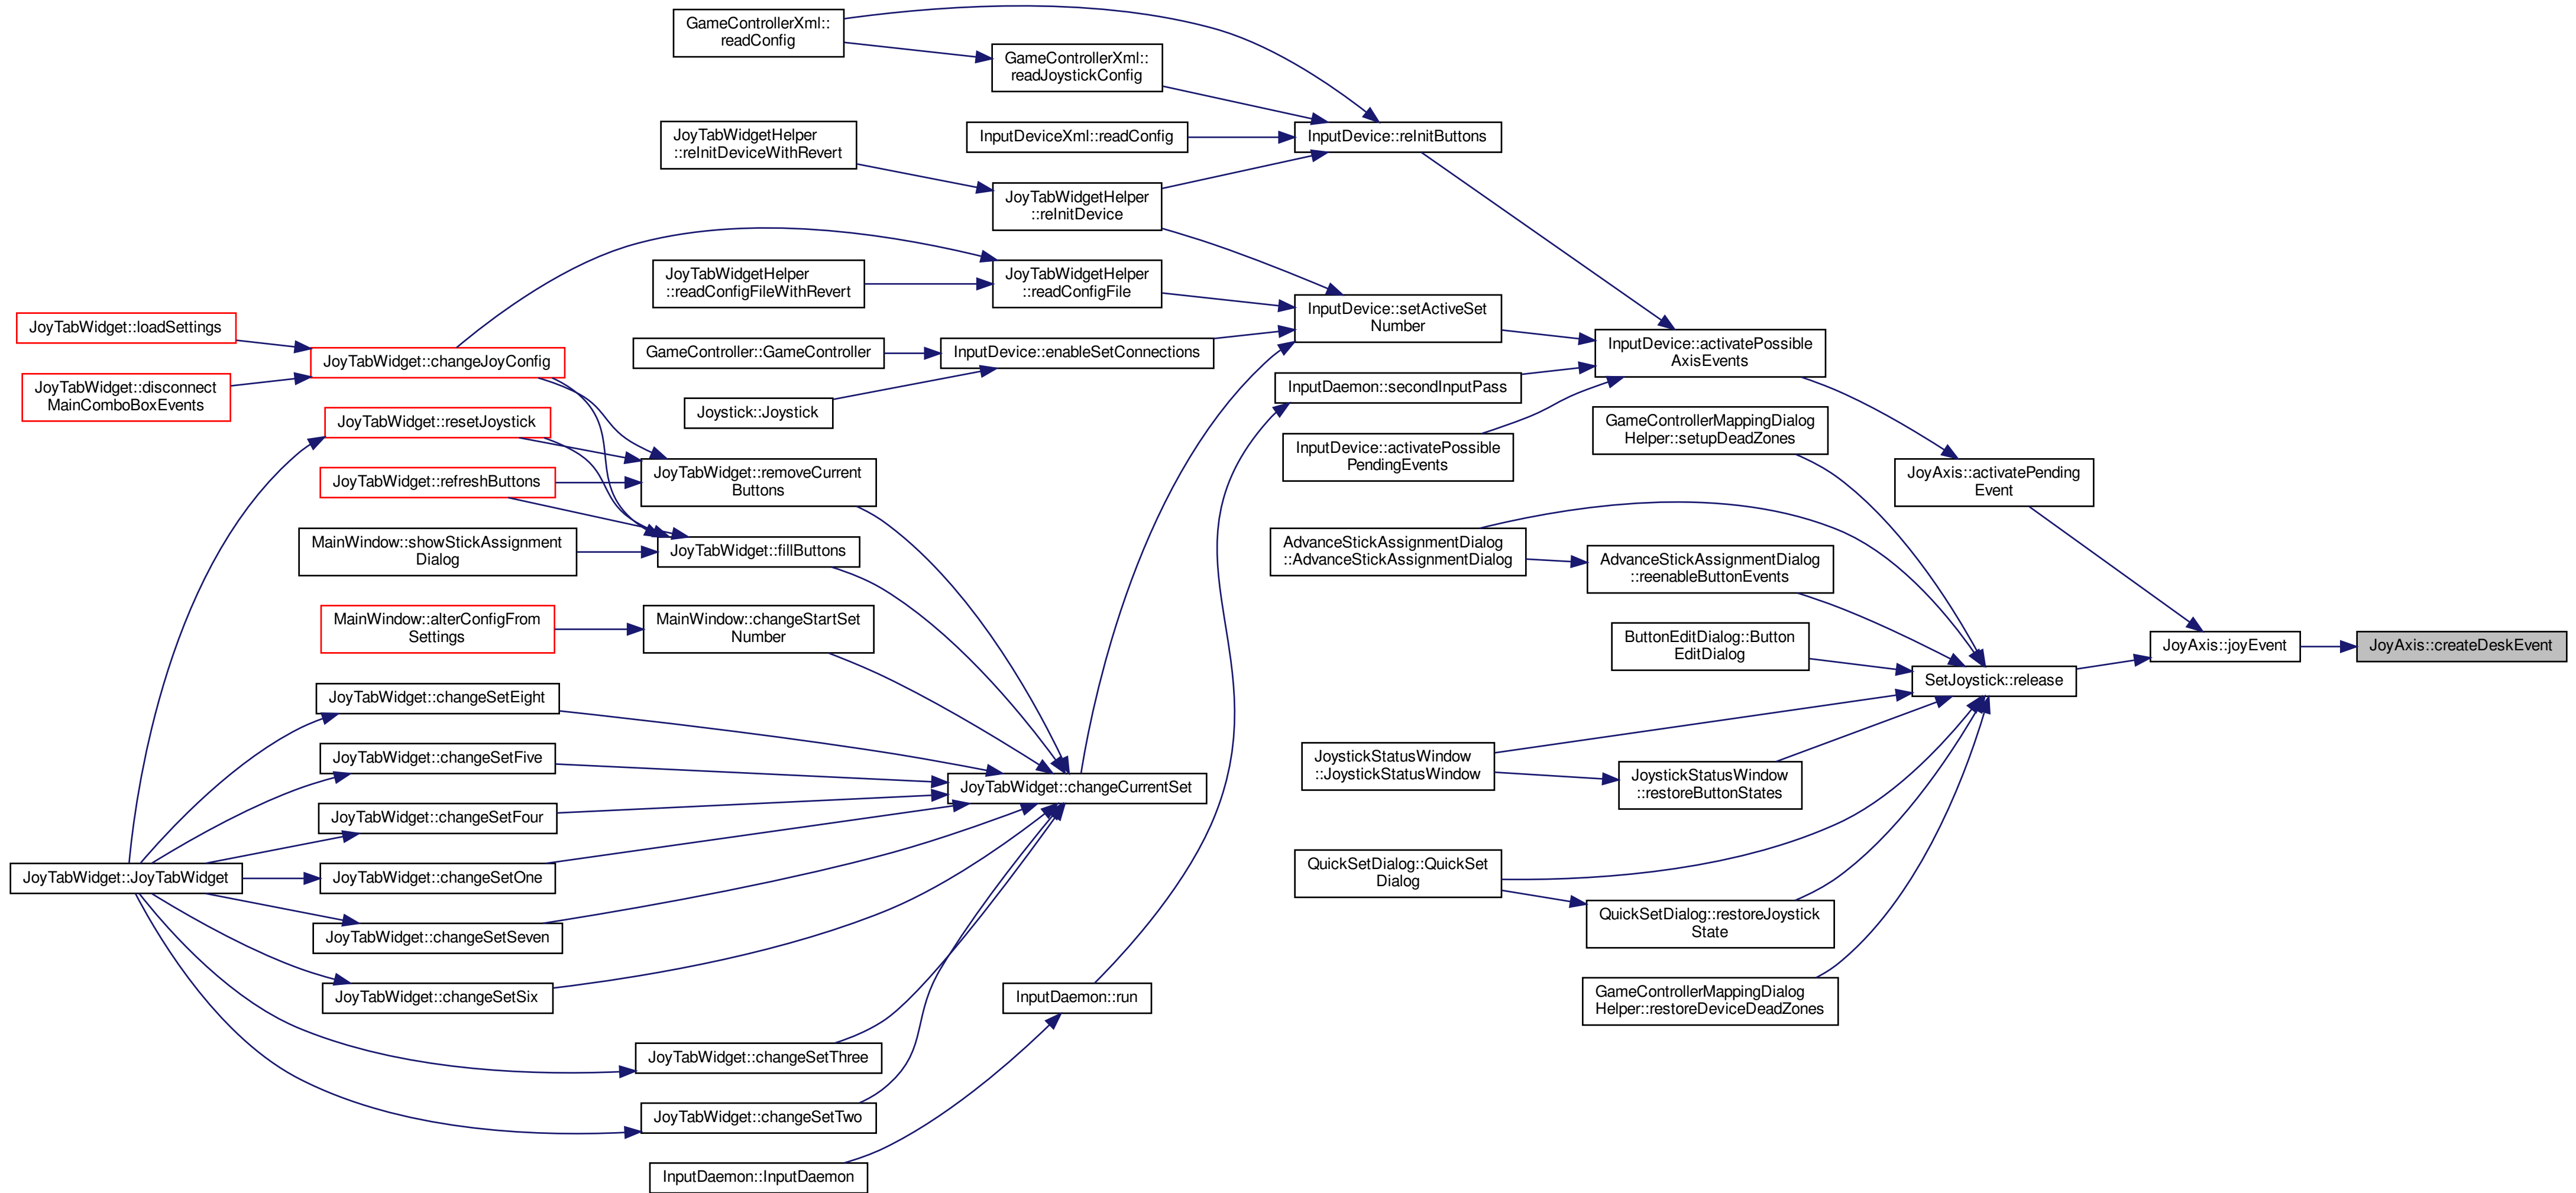 GameControllerXml::
readConfig
GameControllerXml::
readJoystickConfig
JoyTabWidgetHelper
::reInitDeviceWithRevert
InputDeviceXml::readConfig
InputDevice::reInitButtons
JoyTabWidgetHelper
::reInitDevice
JoyTabWidgetHelper
::readConfigFileWithRevert
JoyTabWidgetHelper
::readConfigFile
InputDevice::setActiveSet
Number
JoyTabWidget::loadSettings
JoyTabWidget::changeJoyConfig
GameController::GameController
InputDevice::enableSetConnections
InputDevice::activatePossible
AxisEvents
JoyTabWidget::disconnect
MainComboBoxEvents
InputDaemon::secondInputPass
Joystick::Joystick
JoyTabWidget::resetJoystick
GameControllerMappingDialog
Helper::setupDeadZones
InputDevice::activatePossible
PendingEvents
JoyTabWidget::refreshButtons
JoyTabWidget::removeCurrent
Buttons
JoyAxis::activatePending
Event
MainWindow::showStickAssignment
Dialog
JoyTabWidget::fillButtons
AdvanceStickAssignmentDialog
::AdvanceStickAssignmentDialog
AdvanceStickAssignmentDialog
::reenableButtonEvents
MainWindow::alterConfigFrom
Settings
MainWindow::changeStartSet
Number
ButtonEditDialog::Button
EditDialog
JoyAxis::joyEvent
JoyAxis::createDeskEvent
SetJoystick::release
JoyTabWidget::changeSetEight
JoyTabWidget::changeSetFive
JoystickStatusWindow
::JoystickStatusWindow
JoystickStatusWindow
::restoreButtonStates
JoyTabWidget::changeCurrentSet
JoyTabWidget::changeSetFour
JoyTabWidget::JoyTabWidget
JoyTabWidget::changeSetOne
QuickSetDialog::QuickSet
Dialog
QuickSetDialog::restoreJoystick
State
JoyTabWidget::changeSetSeven
JoyTabWidget::changeSetSix
InputDaemon::run
GameControllerMappingDialog
Helper::restoreDeviceDeadZones
JoyTabWidget::changeSetThree
JoyTabWidget::changeSetTwo
InputDaemon::InputDaemon